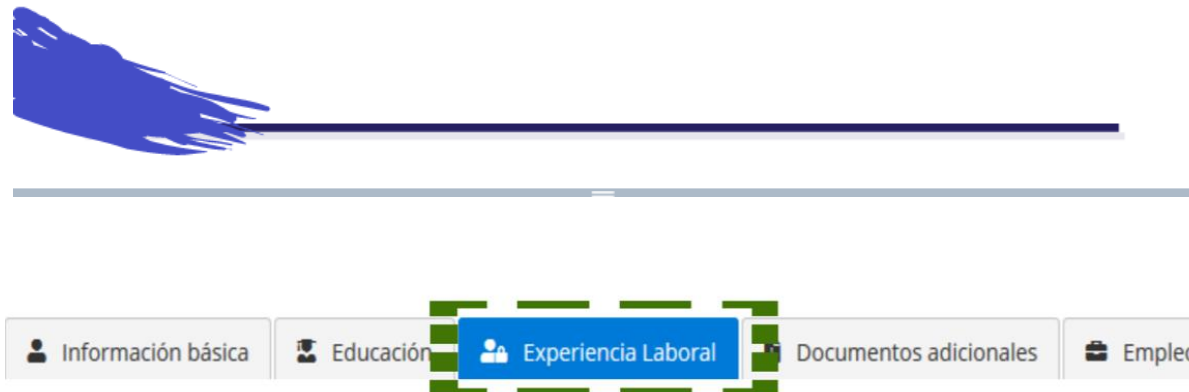 Información básica
Educación
Experiencia Laboral
Documentos adicionales